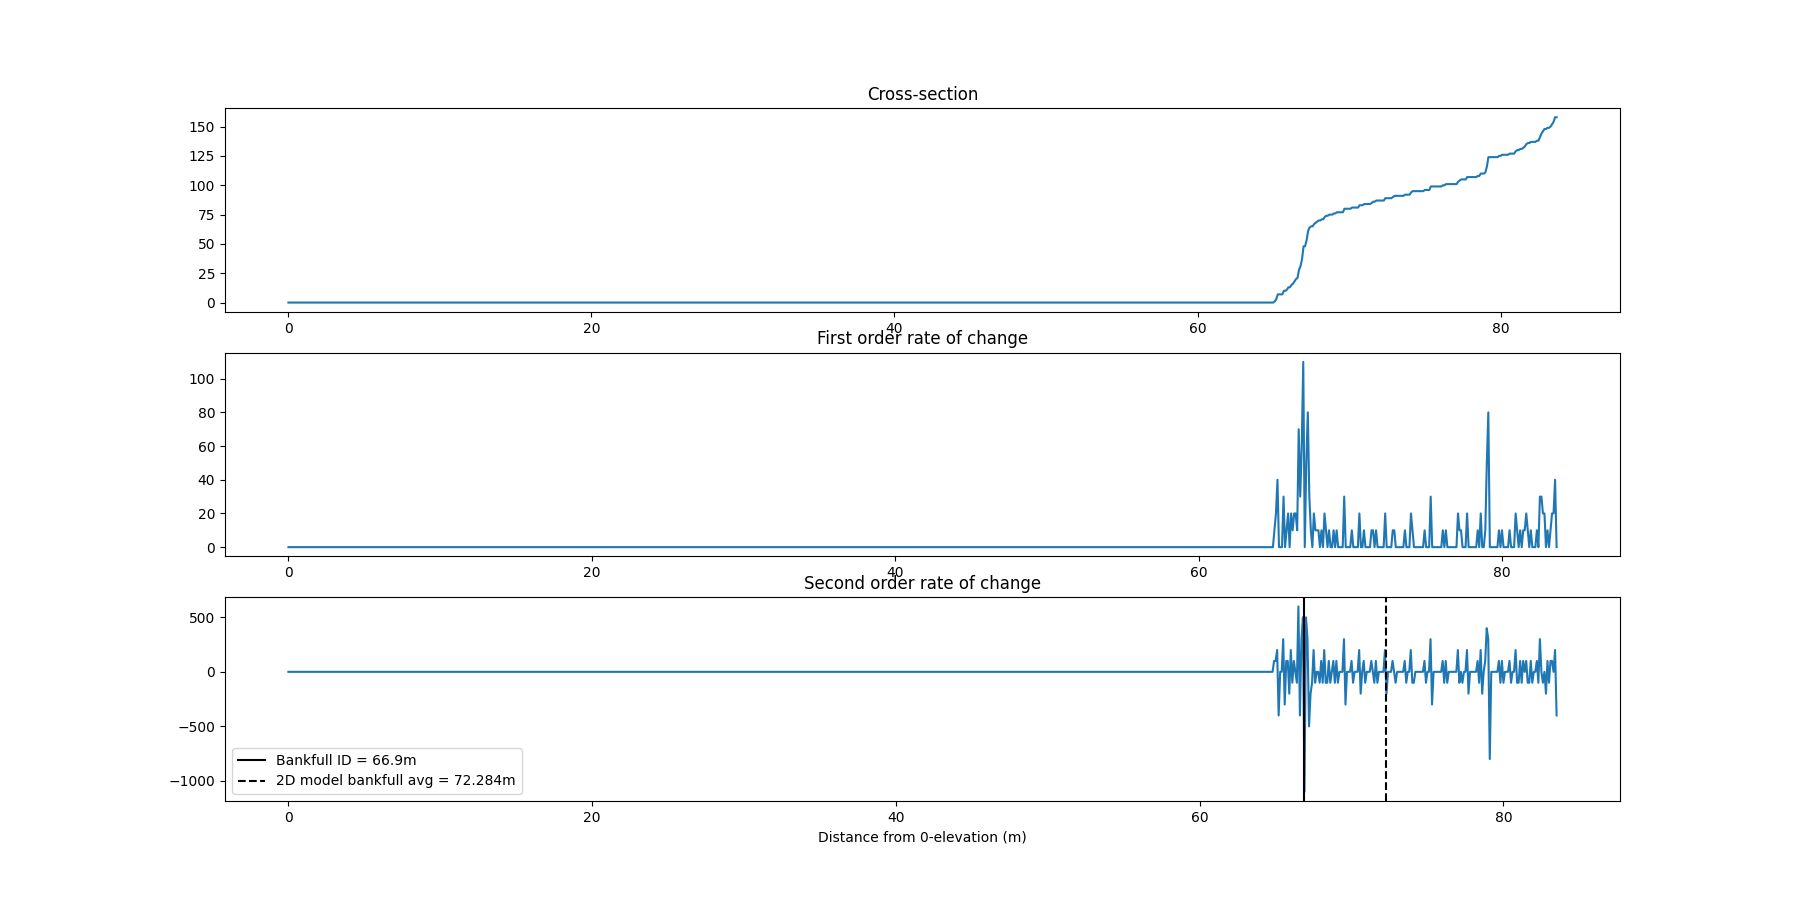 Cross-section
150
125
100
75
50
25
0
0 20 40 60 80
First order rate of change
100
80
60
40
20
0
0 20 40 60 80
Second order rate of change
500
0
−500
−1000
Bankfull ID = 66.9m
2D model bankfull avg = 72.284m
0 20 40 60 80
Distance from 0-elevation (m)